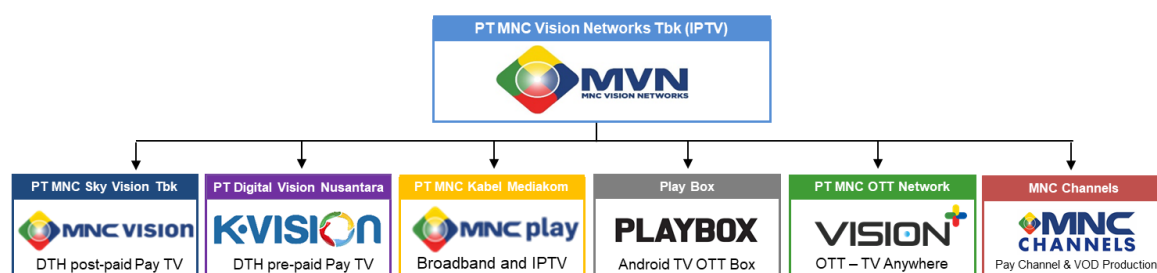 PT MNC Vision Networks Tbk (IPTV)
MVN
MNC VISION NETWORKS
PT MNC Sky Vision Tbk
MNC vision
DTH post-paid Pay TV
PT Digital Vision Nusantara
K-VISION
DTH pre-paid Pay TV
PT MNC Kabel Mediakom
MNC play
Broadband and IPTV
Play Box
PLAYBOX
Android TV OTT Box
PT MNC OTT Network
VISION+
OTT – TV Anywhere
MNC Channels
MNC
CHANNELS
Pay Channel & VOD Production